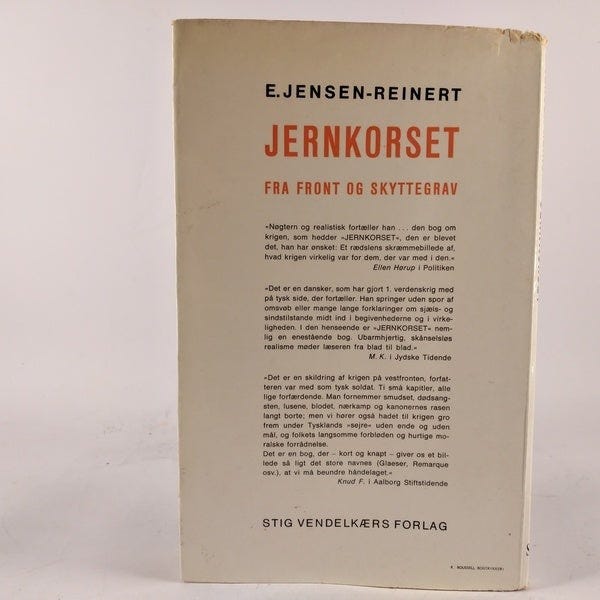 E. JENSEN-REINERT
JERNKORSET
FRA FRONT OG SKYTTEGRAV
»Nøgtern og realistisk fortæller han . . . den bog om
krigen, som hedder »JERNKORSET«, den er blevet
det, han har ønsket: Et rædslens skræmmebillede af,
hvad krigen virkelig var for dem, der var med i den.«
Ellen Hørup i Politiken
»Det er en dansker, som har gjort 1. verdenskrig med
på tysk side, der fortæller. Han springer uden spor af
omsvøb eller mange lange forklaringer om sjæls- og
sindstilstande midt ind i begivenhederne og i virke-
ligheden. I den henseende er »JERNKORSET« nem-
lig en enestående bog. Ubarmhjertig, skånselsløs
realisme møder læseren fra blad til blad.«
M. K. i Jydske Tidende
»Det er en skildring af krigen på vestfronten, forfat-
teren var med som tysk soldat. Ti små kapitler, alle
lige forfærdende. Man fornemmer smudset, dødsang-
sten, lusene, blodet, nærkamp og kanonernes rasen
langt borte; men vi hører også hadet til krigen gro
frem under Tysklands »sejre« uden ende og uden
mål, og folkets langsomme forbløden og hurtige mo-
ralske forrådnelse.
Det er en bog, der – kort og knapt – giver os et bil-
lede så ligt det store navnes (Glaeser, Remarque
osv.), at vi må beundre håndelaget.«
Knud F. i Aalborg Stiftstidende
STIG VENDELKÆRS FORLAG